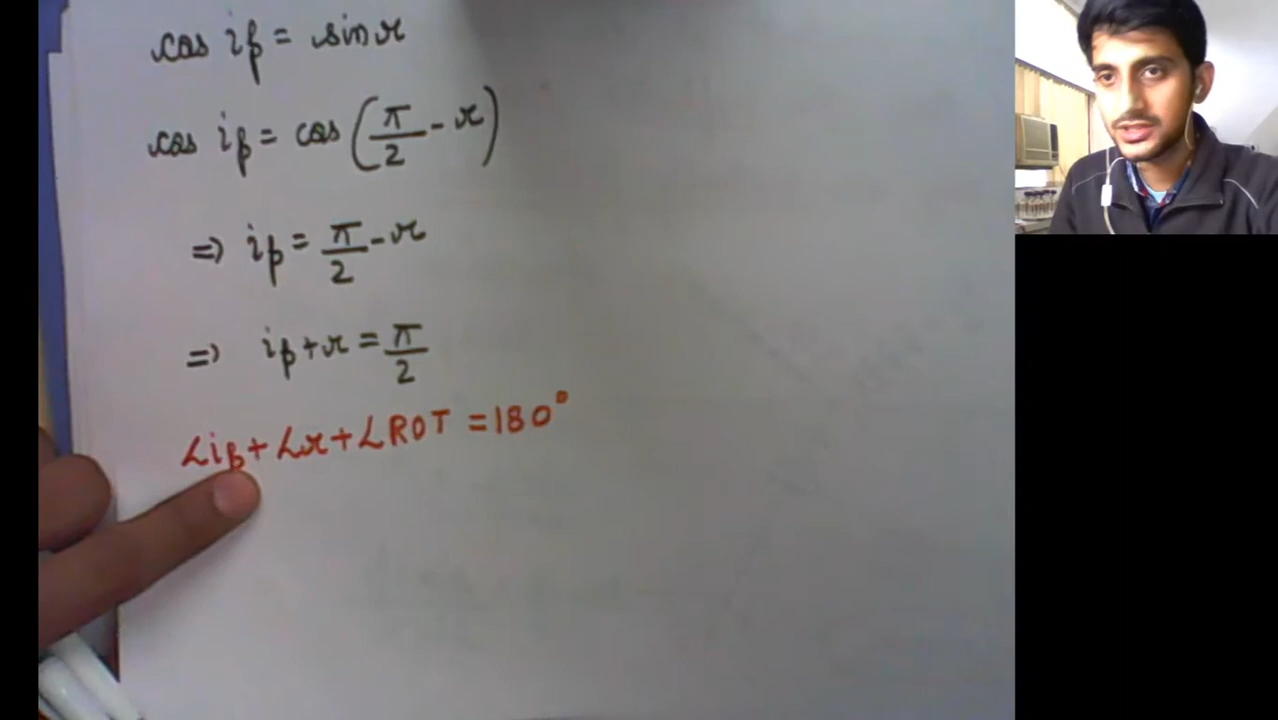 cos ip = sin r
cos ip = cos (π/2 - r)
=> ip = π/2 - r
=> ip + r = π/2
∠ip + ∠r + ∠ROT = 180°